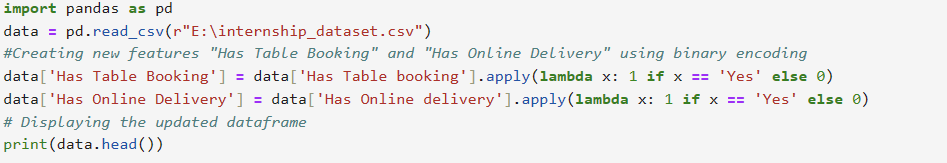 import pandas as pd
data = pd.read_csv(r"E:\internship_dataset.csv")
#Creating new features "Has Table Booking" and "Has Online Delivery" using binary encoding
data['Has Table Booking'] = data['Has Table booking'].apply(lambda x: 1 if x == 'Yes' else 0)
data['Has Online Delivery'] = data['Has Online delivery'].apply(lambda x: 1 if x == 'Yes' else 0)
# Displaying the updated dataframe
print(data.head())